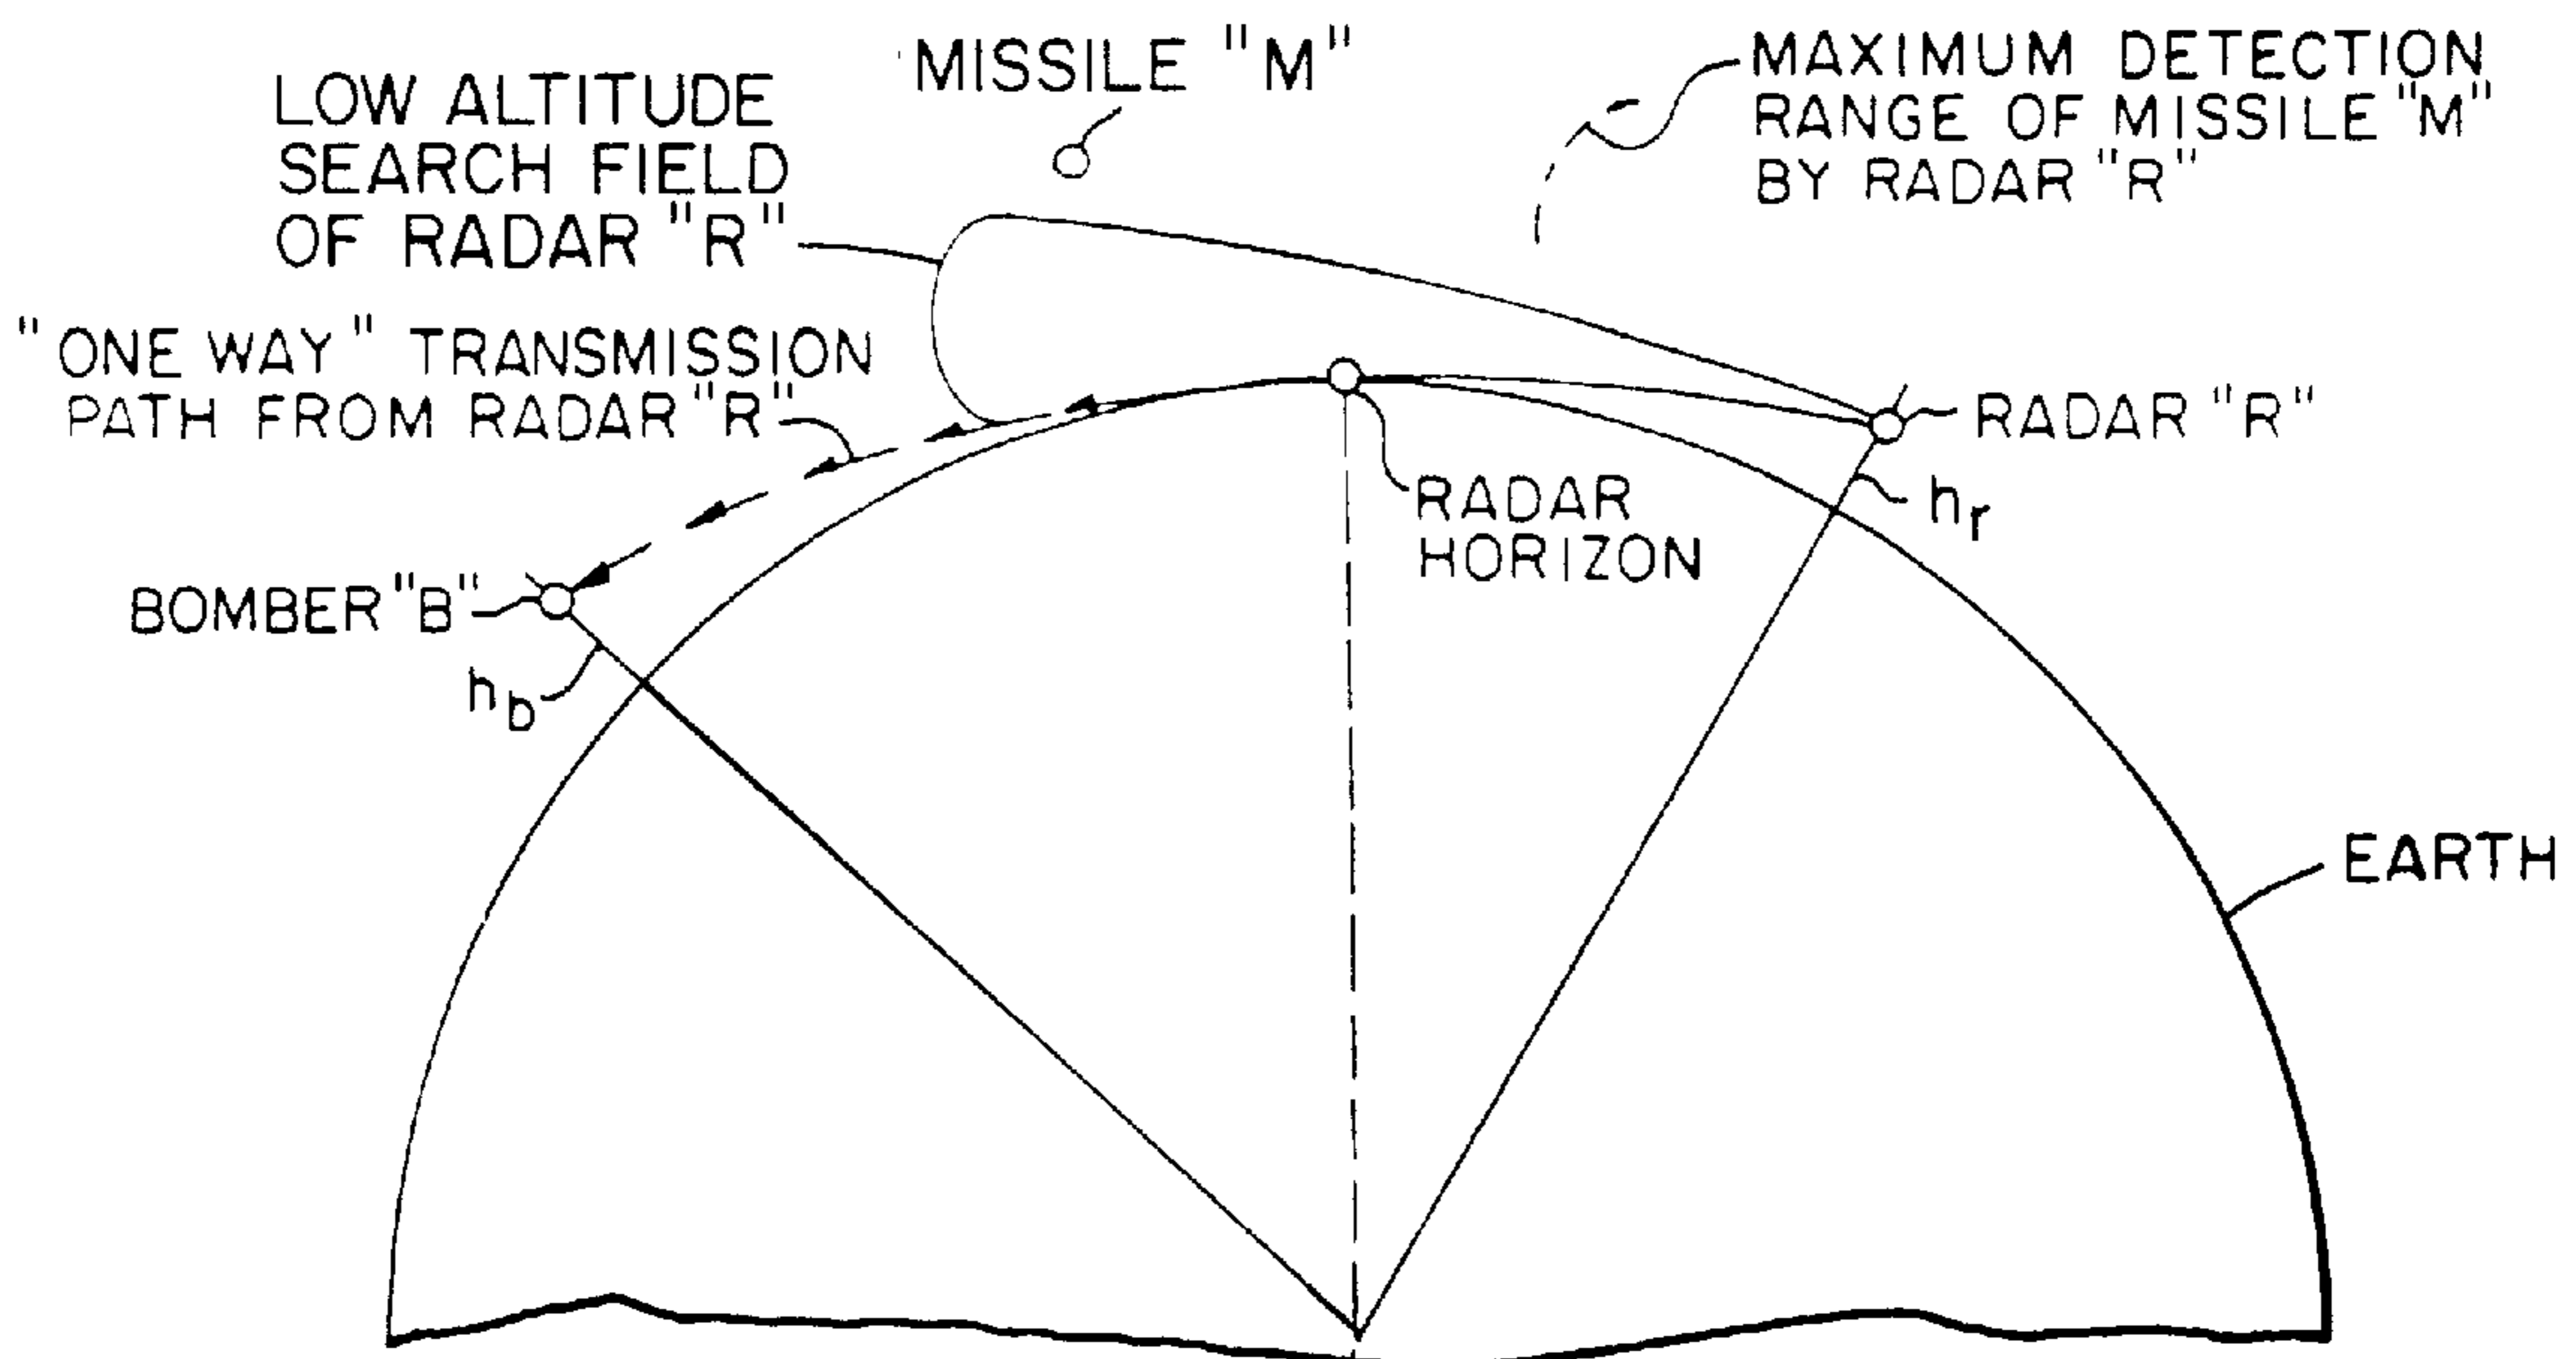 LOW ALTITUDE
SEARCH FIELD
OF RADAR "R"
MISSILE "M"
MAXIMUM DETECTION
RANGE OF MISSILE "M"
BY RADAR "R"
"ONE WAY" TRANSMISSION
PATH FROM RADAR "R"
RADAR "R"
RADAR
HORIZON
hr
BOMBER "B"
hb
EARTH